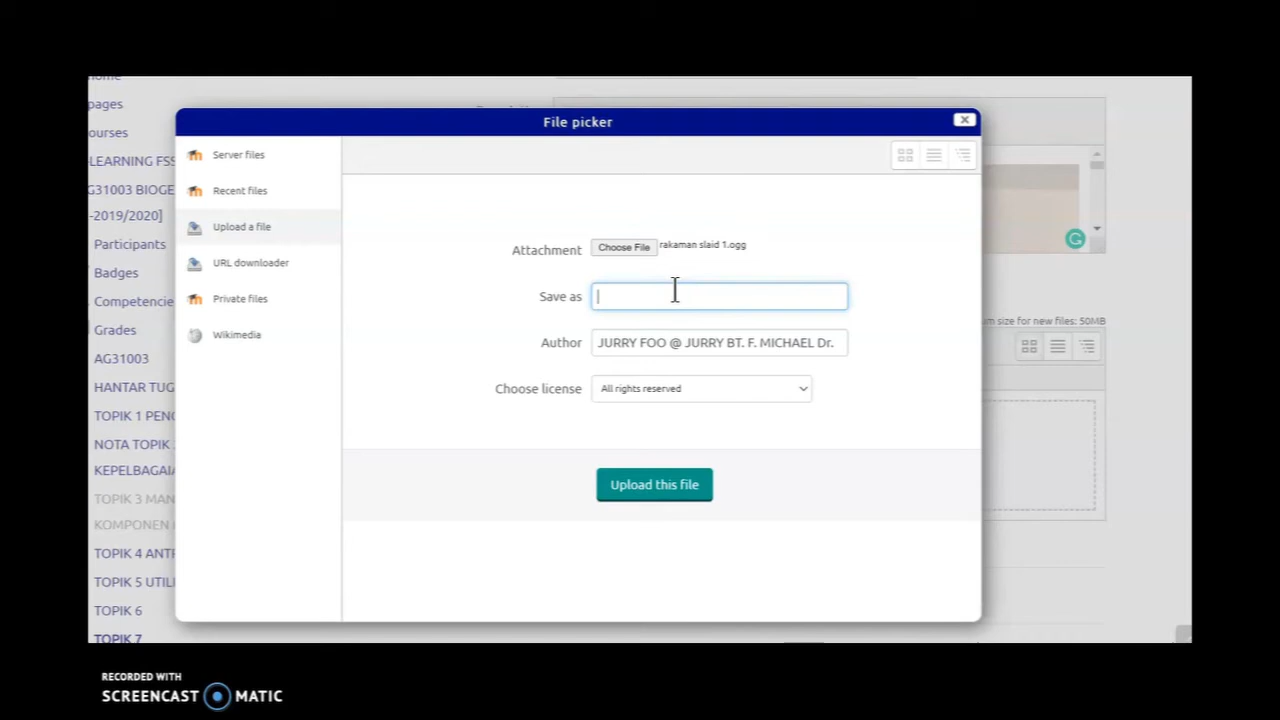 home
pages
File picker
ourses
Server files
-LEARNING FSS
Recent files
G31003 BIOGE
-2019/2020]
Upload a file
Attachment
Choose File
rakaman slaid 1.ogg
Participants
URL downloader
Badges
Save as
Private files
Competencie
Author
JURRY FOO @ JURRY BT. F. MICHAEL Dr.
m size for new files: 50MB
Grades
Wikimedia
AG31003
Choose license
All rights reserved
HANTAR TUG
TOPIK 1 PENG
NOTA TOPIK
KEPELBAGAIA
Upload this file
TOPIK 3 MAN
KOMPONEN
TOPIK 4 ANTR
TOPIK 5 UTILI
TOPIK 6
TOPIK 7
RECORDED WITH
SCREENCAST MATIC